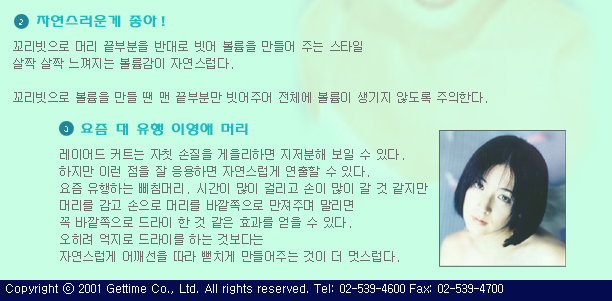 2 자연스러운게 좋아!
꼬리빗으로 머리 끝부분을 반대로 빗어 볼륨을 만들어 주는 스타일
살짝 살짝 느껴지는 볼륨감이 자연스럽다.
꼬리빗으로 볼륨을 만들 땐 맨 끝부분만 빗어주어 전체에 볼륨이 생기지 않도록 주의한다.
3 요즘 대 유행 이영애 머리
레이어드 커트는 자칫 손질을 게을리하면 지저분해 보일 수 있다.
하지만 이런 점을 잘 응용하면 자연스럽게 연출할 수 있다.
요즘 유행하는 삐침머리. 시간이 많이 걸리고 손이 많이 갈 것 같지만
머리를 감고 손으로 머리를 바깥쪽으로 만져주며 말리면
꼭 바깥쪽으로 드라이 한 것 같은 효과를 얻을 수 있다.
오히려 억지로 드라이를 하는 것보다는
자연스럽게 어깨선을 따라 뻗치게 만들어주는 것이 더 멋스럽다.
Copyright ⓒ 2001 Gettime Co., Ltd. All rights reserved. Tel: 02-539-4600 Fax: 02-539-4700